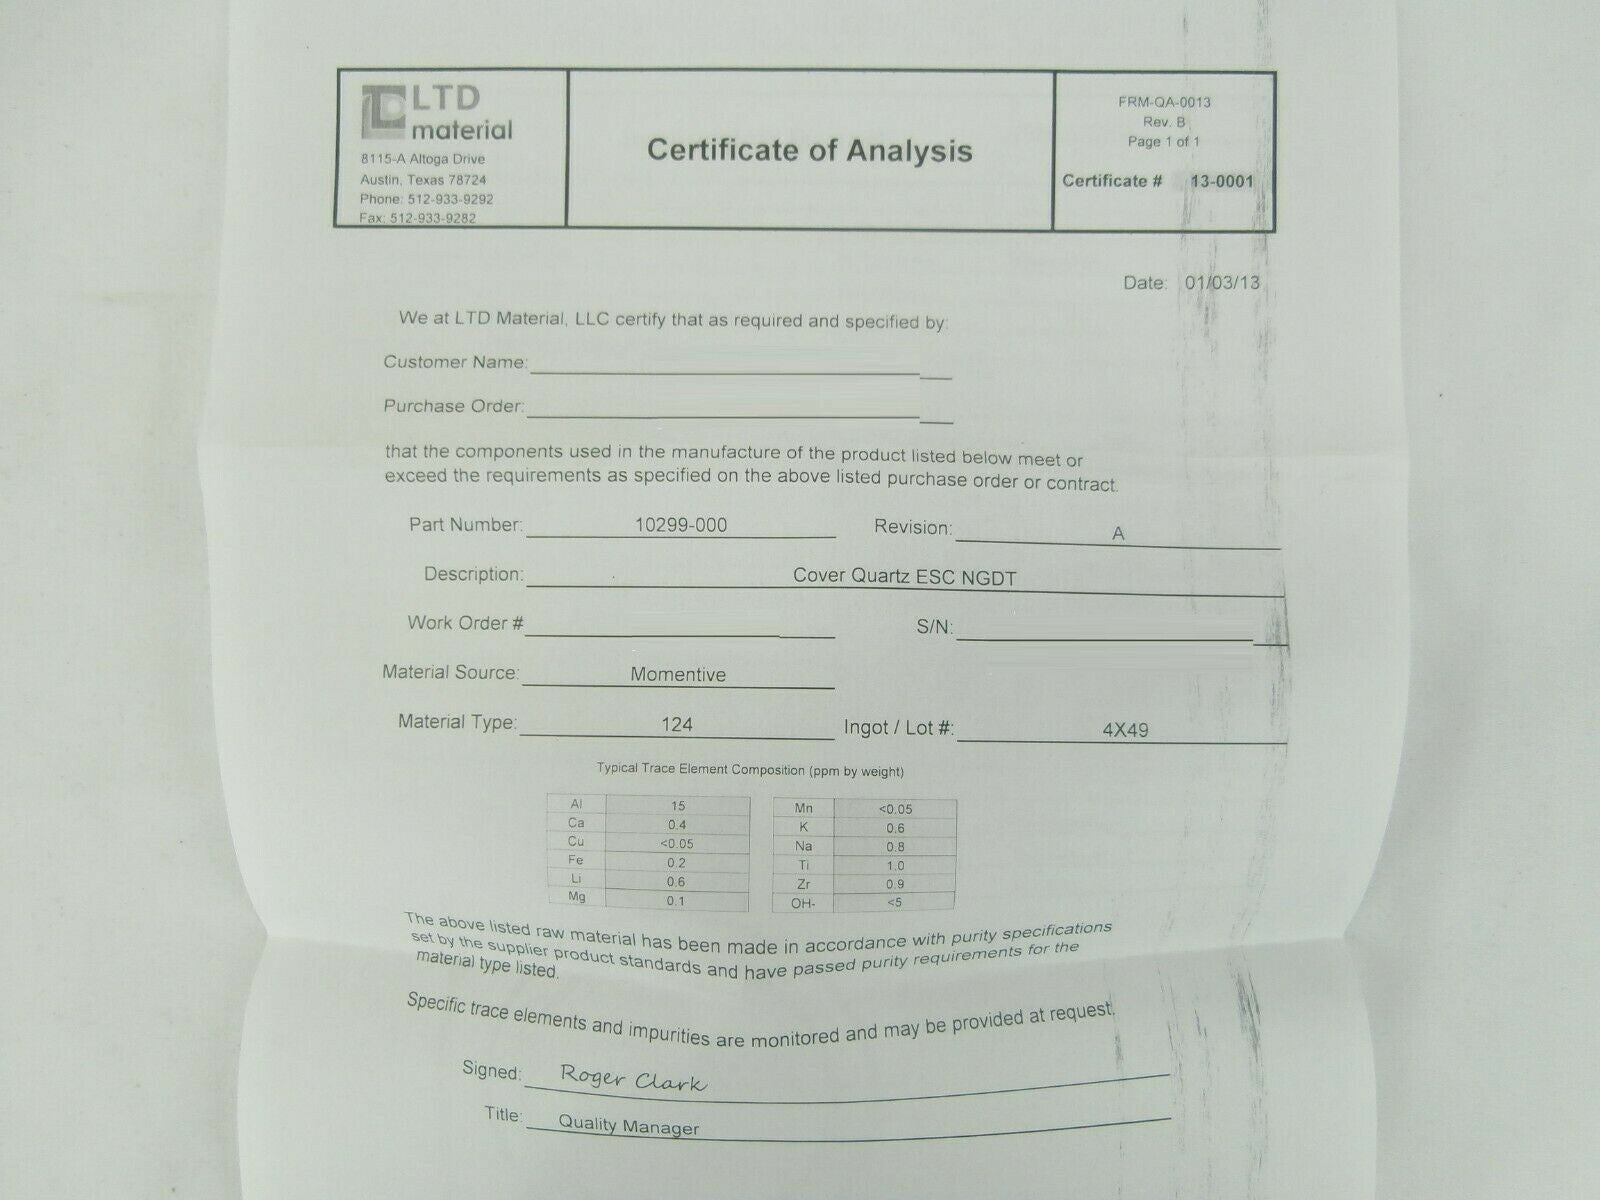 LTD
material
8115-A Altoga Drive
Austin, Texas 78724
Phone: 512-933-9292
Fax: 512-933-9282
Certificate of Analysis
FRM-QA-0013
Rev. B
Page 1 of 1
Certificate # 13-0001
Date: 01/03/13
We at LTD Material, LLC certify that as required and specified by:
Customer Name:
Purchase Order:
that the components used in the manufacture of the product listed below meet or
exceed the requirements as specified on the above listed purchase order or contract.
Part Number: 10299-000 Revision: A
Description: Cover Quartz ESC NGDT
Work Order # S/N:
Material Source: Momentive
Material Type: 124 Ingot / Lot #: 4X49
Typical Trace Element Composition (ppm by weight)
Al 15 Mn <0.05
Ca 0.4 K 0.6
Cu <0.05 Na 0.8
Fe 0.2 Ti 1.0
Li 0.6 Zr 0.9
Mg 0.1 OH- <5
The above listed raw material has been made in accordance with purity specifications
set by the supplier product standards and have passed purity requirements for the
material type listed.
Specific trace elements and impurities are monitored and may be provided at request.
Signed: Roger Clark
Title: Quality Manager